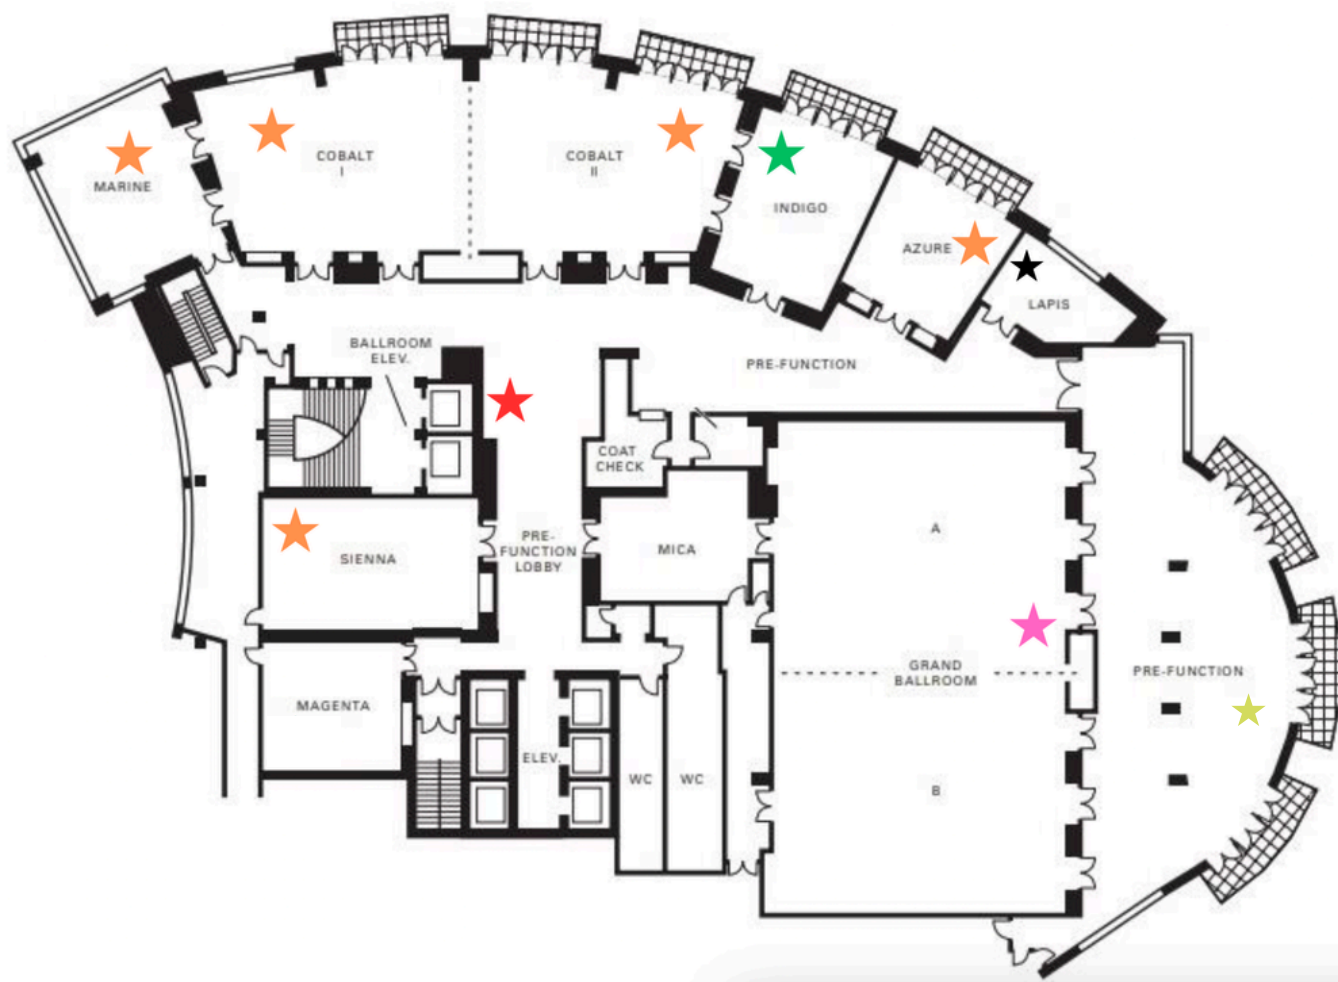 MARINE
COBALT
I
COBALT
II
INDIGO
AZURE
LAPIS
BALLROOM
ELEV.
PRE-FUNCTION
COAT
CHECK
SIENNA
PRE-
FUNCTION
LOBBY
MICA
A
MAGENTA
GRAND
BALLROOM
PRE-FUNCTION
ELEV.
WC
WC
B